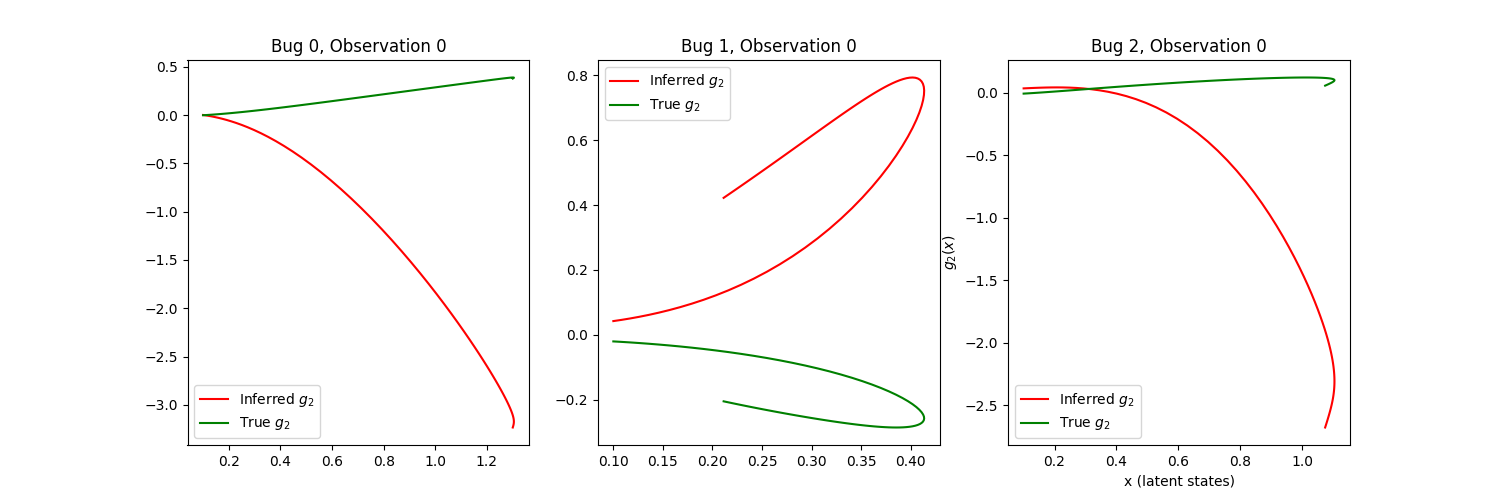 Bug 0, Observation 0
0.5
0.0
−0.5
−1.0
−1.5
−2.0
−2.5
−3.0
Inferred g₂
True g₂
0.2 0.4 0.6 0.8 1.0 1.2
Bug 1, Observation 0
Inferred g₂
True g₂
0.8
0.6
0.4
0.2
0.0
−0.2
0.10 0.15 0.20 0.25 0.30 0.35 0.40
Bug 2, Observation 0
g₂(x)
0.0
−0.5
−1.0
−1.5
−2.0
−2.5
Inferred g₂
True g₂
0.2 0.4 0.6 0.8 1.0
x (latent states)